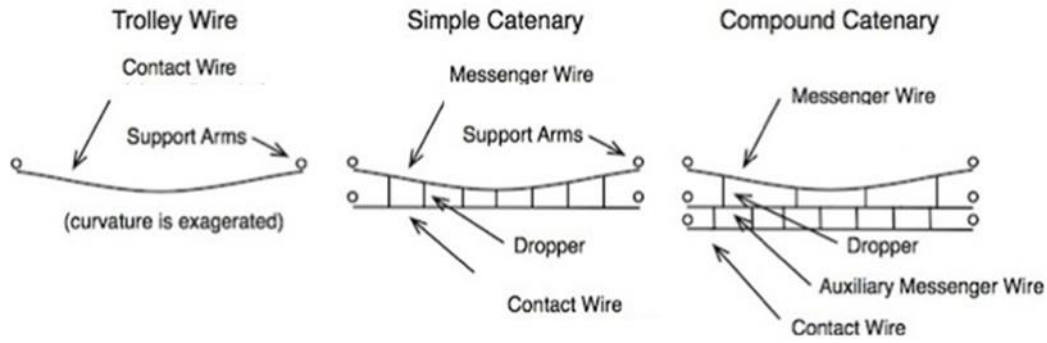 Trolley Wire
Contact Wire
Support Arms
(curvature is exagerated)
Simple Catenary
Messenger Wire
Support Arms
Dropper
Contact Wire
Compound Catenary
Messenger Wire
Dropper
Auxiliary Messenger Wire
Contact Wire